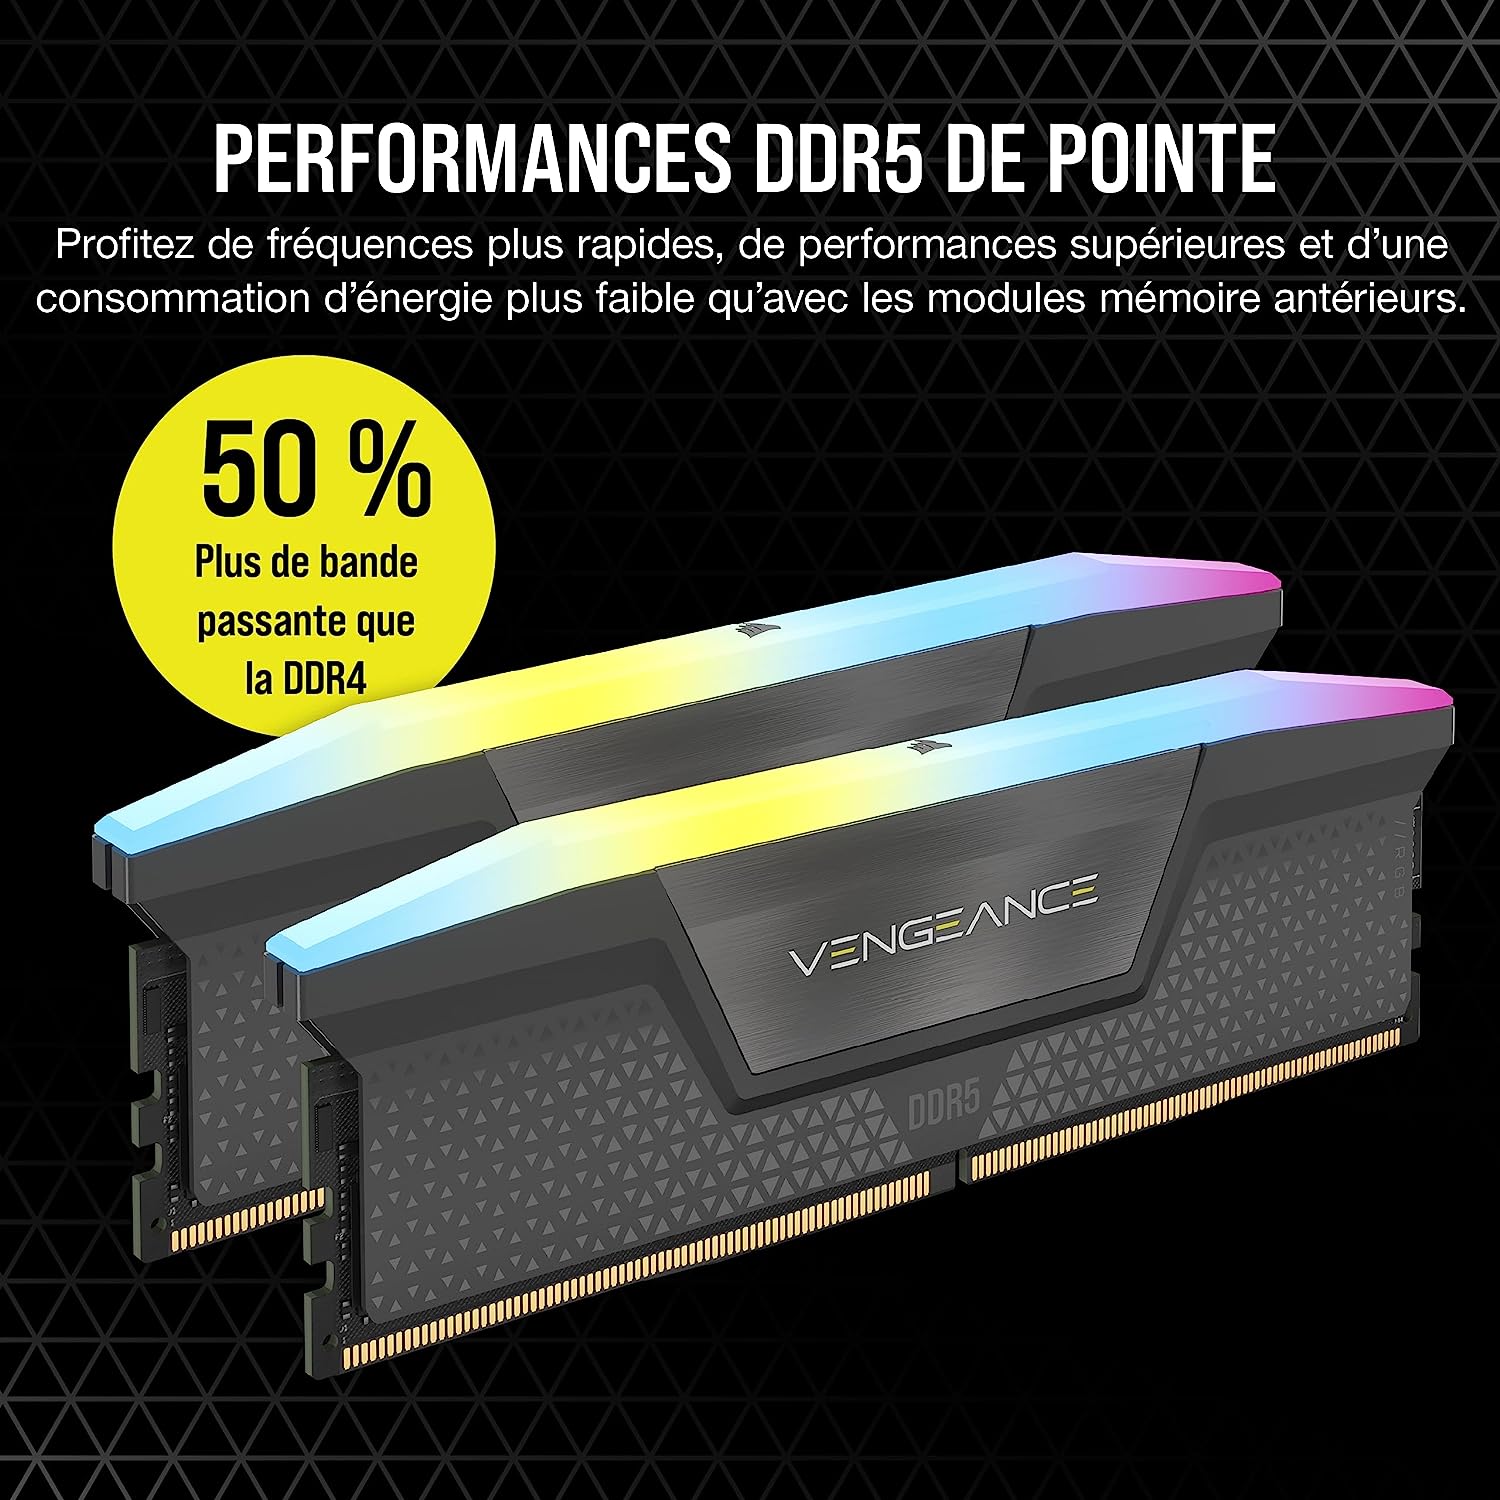 PERFORMANCES DDR5 DE POINTE
Profitez de fréquences plus rapides, de performances supérieures et d’une
consommation d’énergie plus faible qu’avec les modules mémoire antérieurs.
50 %
Plus de bande
passante que
la DDR4
VENGEANCE
//RGB
DDR5